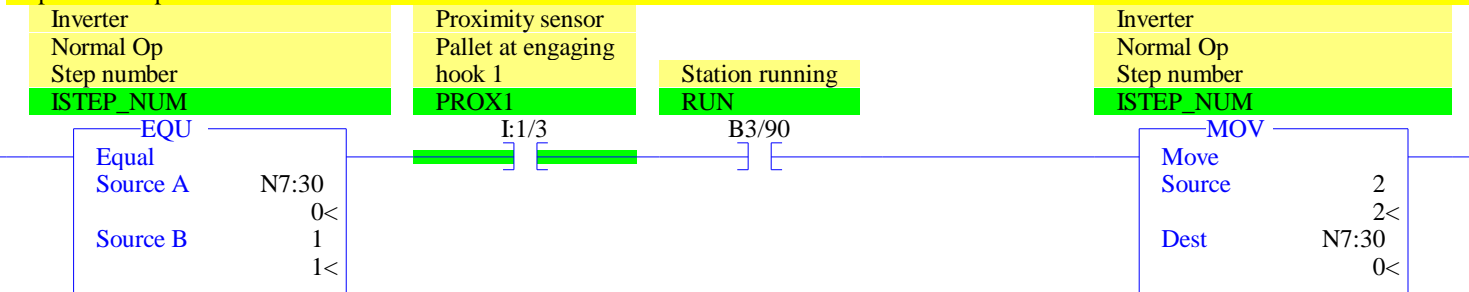 Inverter
Normal Op
Step number
ISTEP_NUM
EQU
Equal
Source A N7:30
0<
Source B 1
1<
Proximity sensor
Pallet at engaging
hook 1
PROX1
I:1/3
Station running
RUN
B3/90
Inverter
Normal Op
Step number
ISTEP_NUM
MOV
Move
Source 2
2<
Dest N7:30
0<